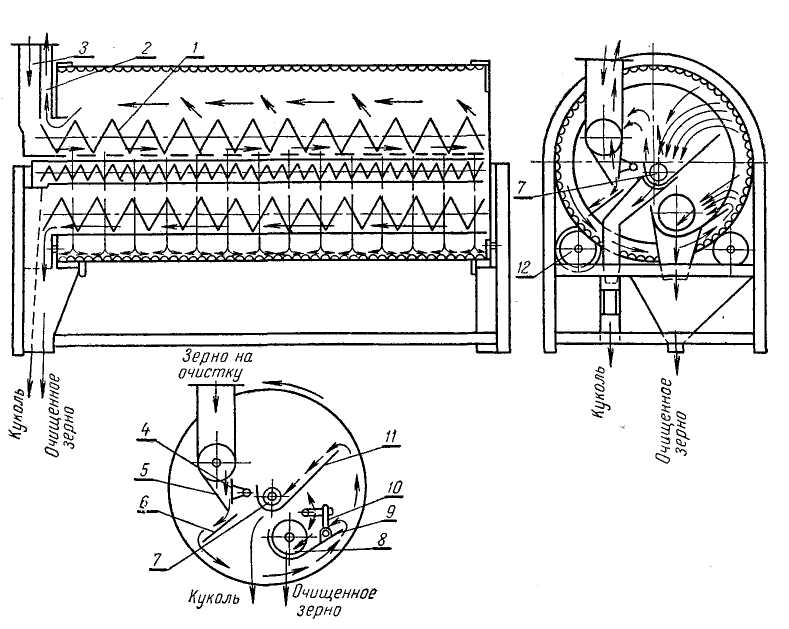 3
2
1
7
12
Куколь
Очищенное
зерно
Куколь
Очищенное
зерно
Зерно на
очистку
4
5
6
7
11
10
9
8
Куколь
Очищенное
зерно